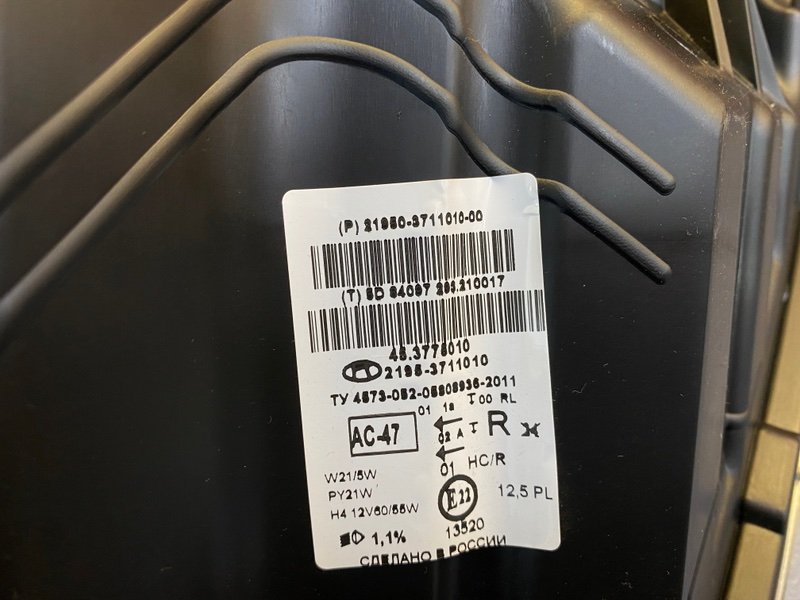 (P) 21950-3711010-00
(T) 5D 84097 205.210017
45.3775010
2195-3711010
ТУ 4573-052-05808936-2011
01 1a 00 RL
AC-47
02 A R
01 HC/R
W21/5W
PY21W
H4 12V60/55W
E22
12,5 PL
1,1%
13520
СДЕЛАНО В РОССИИ